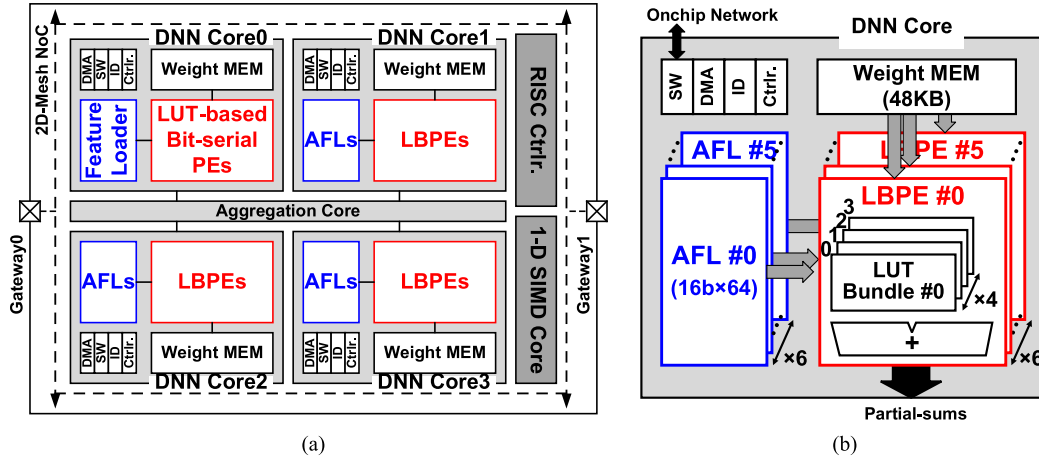 2D-Mesh NoC
Gateway0
DNN Core0
DMA
SW
ID
Ctrlr.
Weight MEM
Feature
Loader
LUT-based
Bit-serial
PEs
DNN Core1
DMA
SW
ID
Ctrlr.
Weight MEM
AFLs
LBPEs
RISC Ctrlr.
Aggregation Core
AFLs
LBPEs
DMA
SW
ID
Ctrlr.
Weight MEM
DNN Core2
AFLs
LBPEs
DMA
SW
ID
Ctrlr.
Weight MEM
DNN Core3
1-D SIMD Core
Gateway1
(a)
Onchip Network
DNN Core
SW
DMA
ID
Ctrlr.
Weight MEM
(48KB)
AFL #5
AFL #0
(16b×64)
×6
LBPE #5
LBPE #0
3
2
1
0
LUT
Bundle #0
×4
+
×6
Partial-sums
(b)